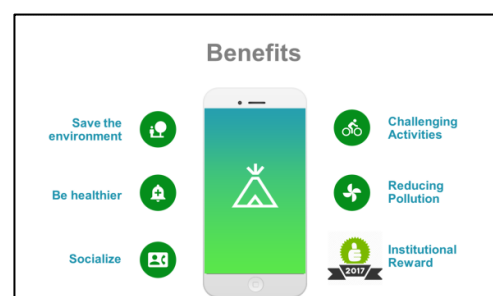 Benefits
Save the
environment
Be healthier
Socialize
Challenging
Activities
Reducing
Pollution
Institutional
Reward
2017